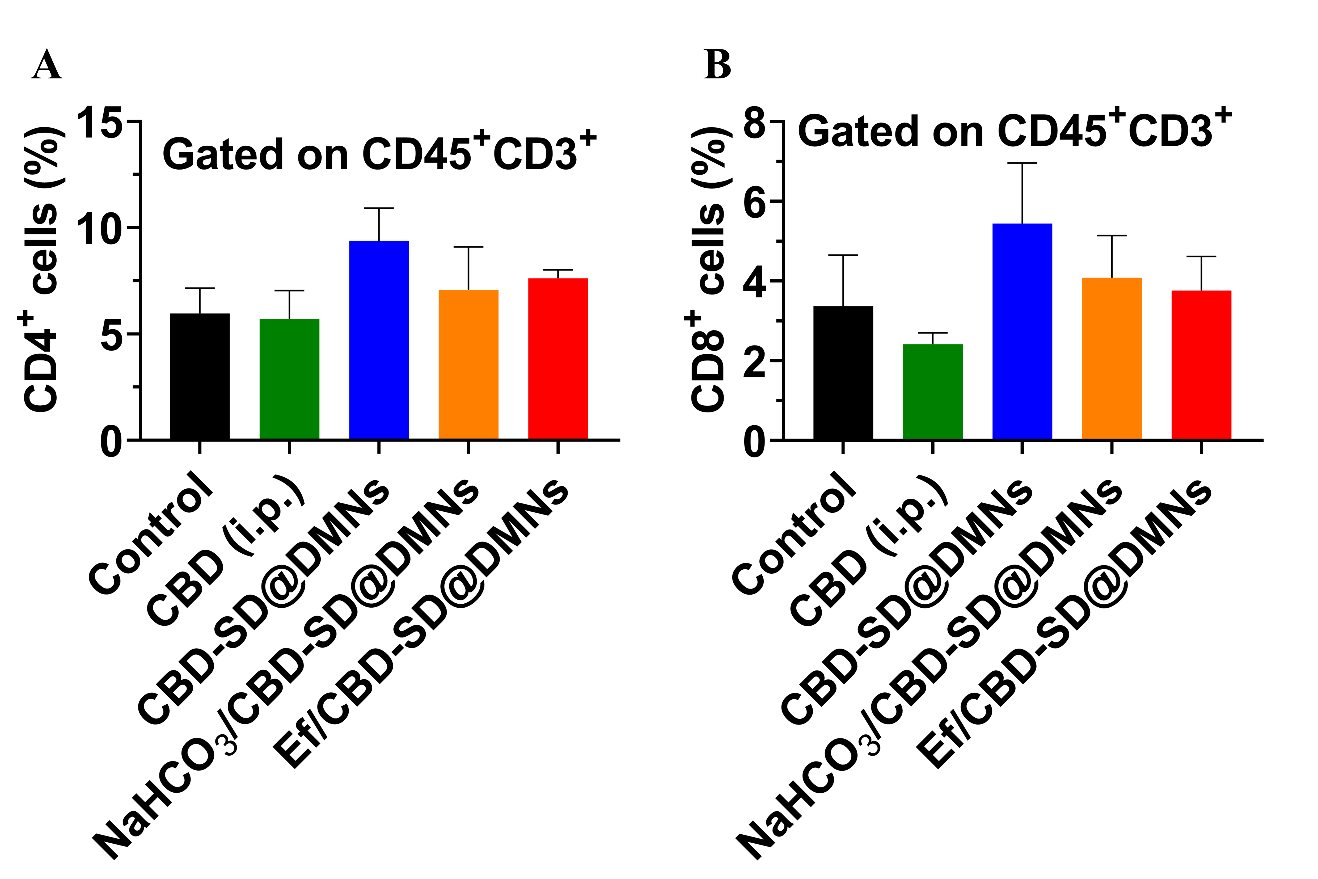 A
Gated on CD45⁺CD3⁺
CD4⁺ cells (%)
15
10
5
0
Control
CBD (i.p.)
CBD-SD@DMNs
NaHCO₃/CBD-SD@DMNs
Ef/CBD-SD@DMNs
B
Gated on CD45⁺CD3⁺
CD8⁺ cells (%)
8
6
4
2
0
Control
CBD (i.p.)
CBD-SD@DMNs
NaHCO₃/CBD-SD@DMNs
Ef/CBD-SD@DMNs